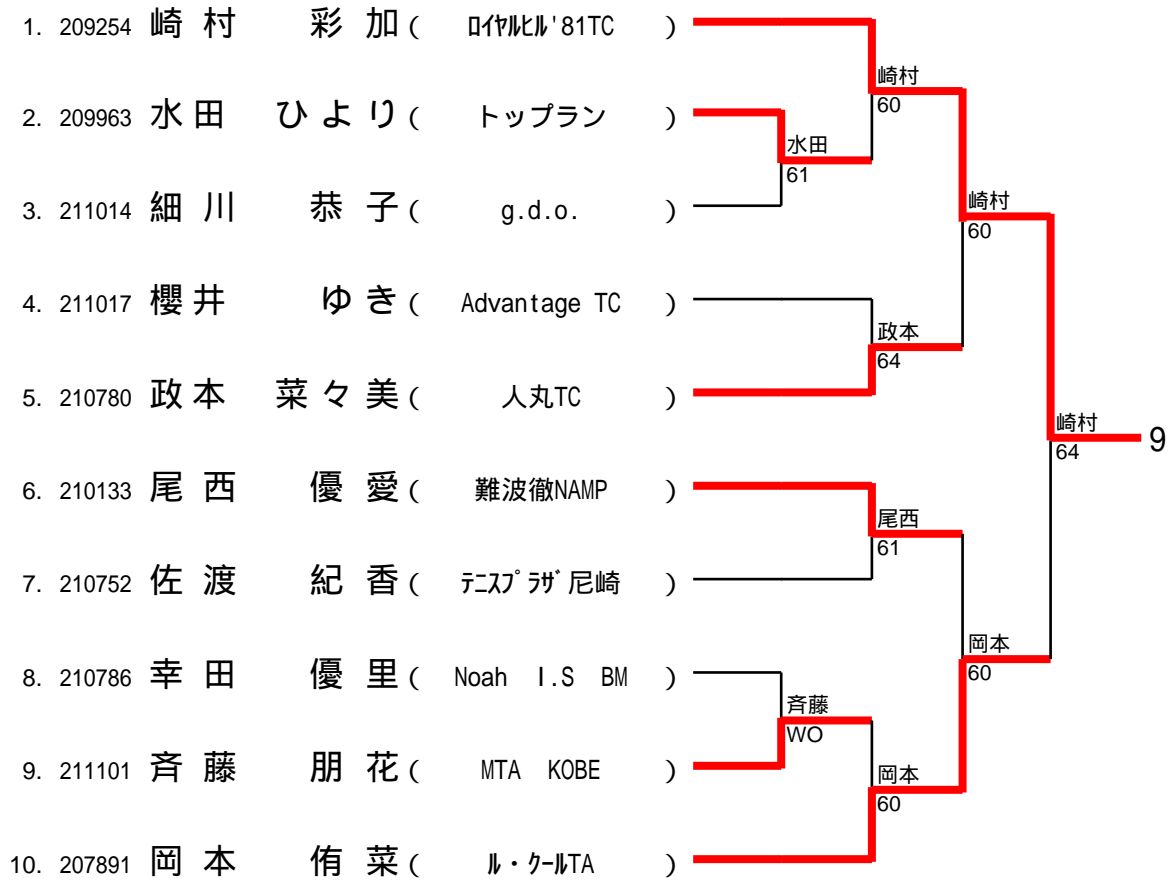 1. 209254 崎村 彩加 ( ﾛｲﾔﾙﾋﾙ'81TC )
崎村
60
2. 209963 水田 ひより ( トップラン )
水田
61
3. 211014 細川 恭子 ( g.d.o. )
崎村
60
4. 211017 櫻井 ゆき ( Advantage TC )
政本
64
5. 210780 政本 菜々美 ( 人丸TC )
崎村
64
9
6. 210133 尾西 優愛 ( 難波徹NAMP )
尾西
61
7. 210752 佐渡 紀香 ( ﾃﾆｽﾌﾟﾗｻﾞ尼崎 )
岡本
60
8. 210786 幸田 優里 ( Noah I.S BM )
斉藤
WO
9. 211101 斉藤 朋花 ( MTA KOBE )
岡本
60
10. 207891 岡本 侑菜 ( ﾙ・ｸｰﾙTA )